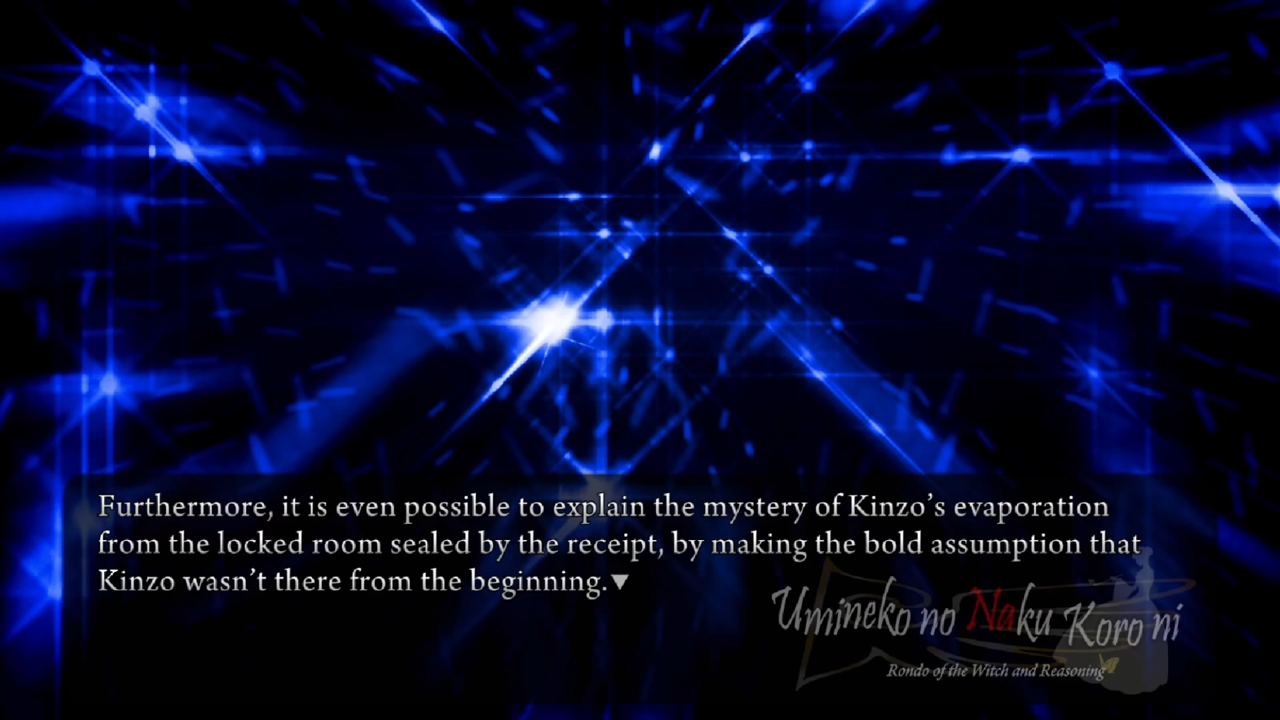 Furthermore, it is even possible to explain the mystery of Kinzo's evaporation
from the locked room sealed by the receipt, by making the bold assumption that
Kinzo wasn't there from the beginning.▼
Umineko no Naku Koro ni
Rondo of the Witch and Reasoning